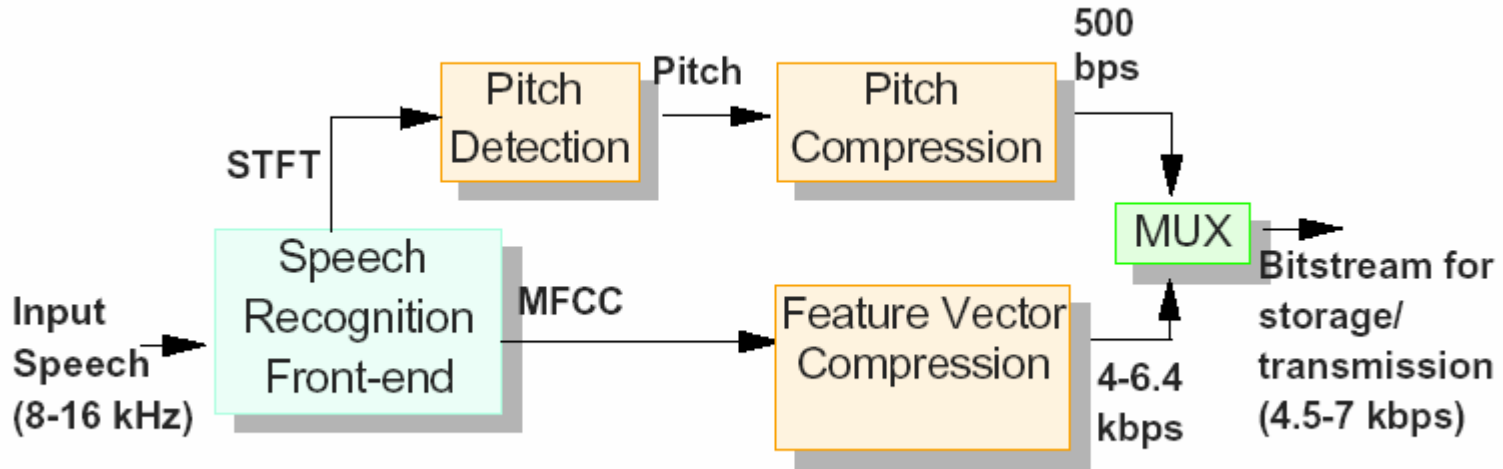 Input
Speech
(8-16 kHz)
Speech
Recognition
Front-end
STFT
Pitch
Detection
Pitch
Pitch
Compression
500
bps
MFCC
Feature Vector
Compression
4-6.4
kbps
MUX
Bitstream for
storage/
transmission
(4.5-7 kbps)